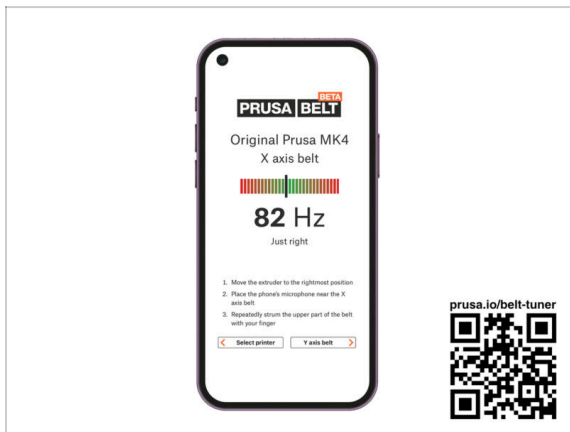 BETA
PRUSA BELT
Original Prusa MK4
X axis belt
82 Hz
Just right
1. Move the extruder to the rightmost position
2. Place the phone's microphone near the X
axis belt
3. Repeatedly strum the upper part of the belt
with your finger
Select printer
Y axis belt
prusa.io/belt-tuner